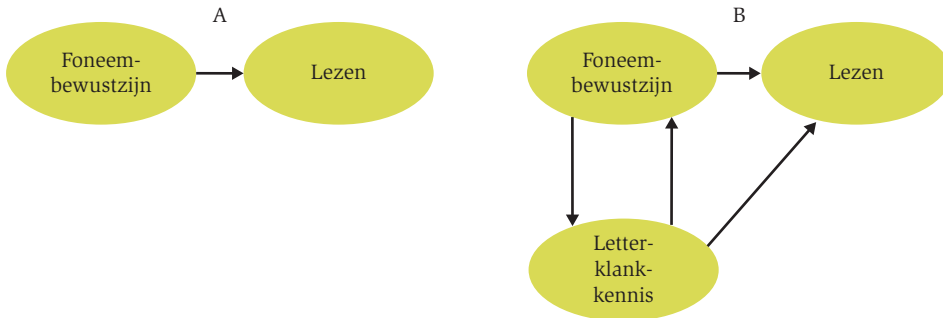 A
Foneem-
bewustzijn
Lezen
B
Foneem-
bewustzijn
Lezen
Letter-
klank-
kennis